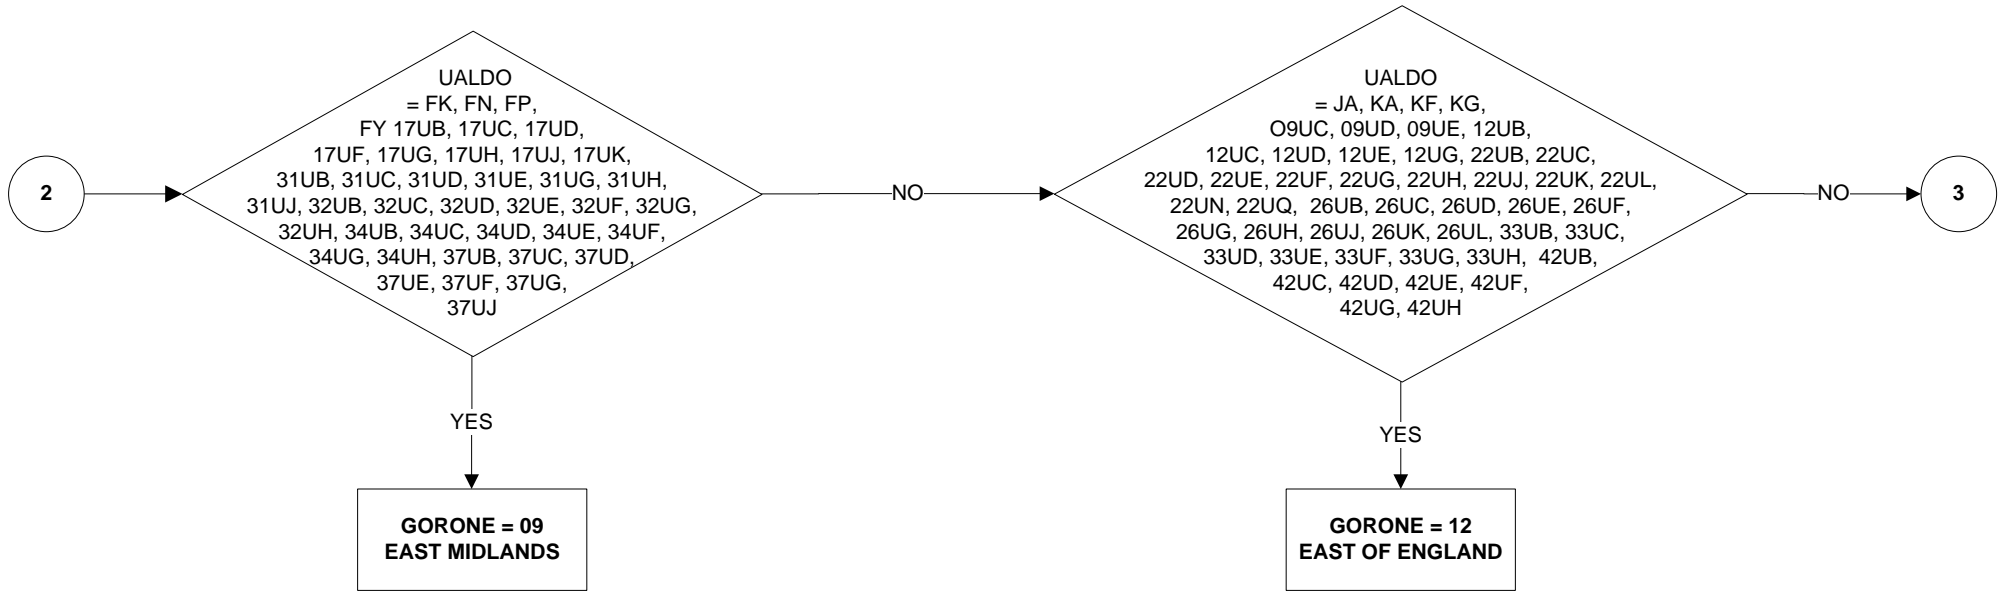 2
UALDO
= FK, FN, FP,
FY 17UB, 17UC, 17UD,
17UF, 17UG, 17UH, 17UJ, 17UK,
31UB, 31UC, 31UD, 31UE, 31UG, 31UH,
31UJ, 32UB, 32UC, 32UD, 32UE, 32UF, 32UG,
32UH, 34UB, 34UC, 34UD, 34UE, 34UF,
34UG, 34UH, 37UB, 37UC, 37UD,
37UE, 37UF, 37UG,
37UJ
YES
GORONE = 09
EAST MIDLANDS
NO
UALDO
= JA, KA, KF, KG,
O9UC, 09UD, 09UE, 12UB,
12UC, 12UD, 12UE, 12UG, 22UB, 22UC,
22UD, 22UE, 22UF, 22UG, 22UH, 22UJ, 22UK, 22UL,
22UN, 22UQ,  26UB, 26UC, 26UD, 26UE, 26UF,
26UG, 26UH, 26UJ, 26UK, 26UL, 33UB, 33UC,
33UD, 33UE, 33UF, 33UG, 33UH,  42UB,
42UC, 42UD, 42UE, 42UF,
42UG, 42UH
YES
GORONE = 12
EAST OF ENGLAND
NO
3